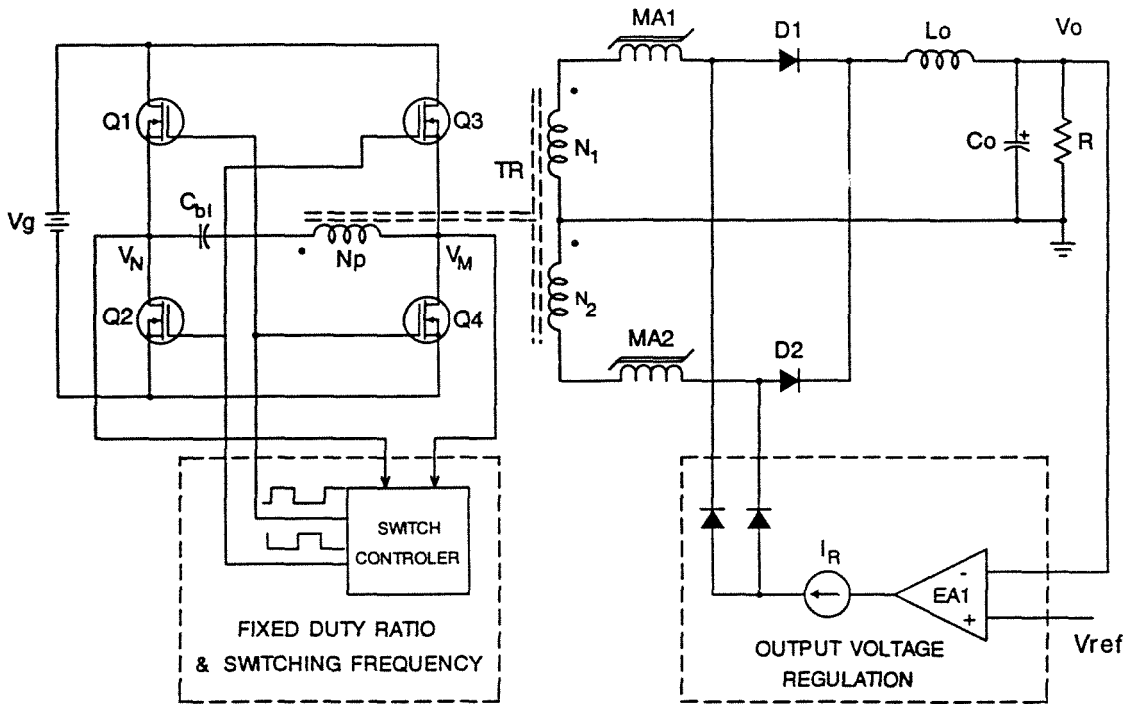 MA1
D1
Lo
Vo
Q1
Q3
N1
TR
Co
+
R
Vg
Cbl
VN
Np
VM
Q2
Q4
N2
MA2
D2
SWITCH
CONTROLER
IR
-
EA1
+
Vref
FIXED DUTY RATIO
& SWITCHING FREQUENCY
OUTPUT VOLTAGE
REGULATION